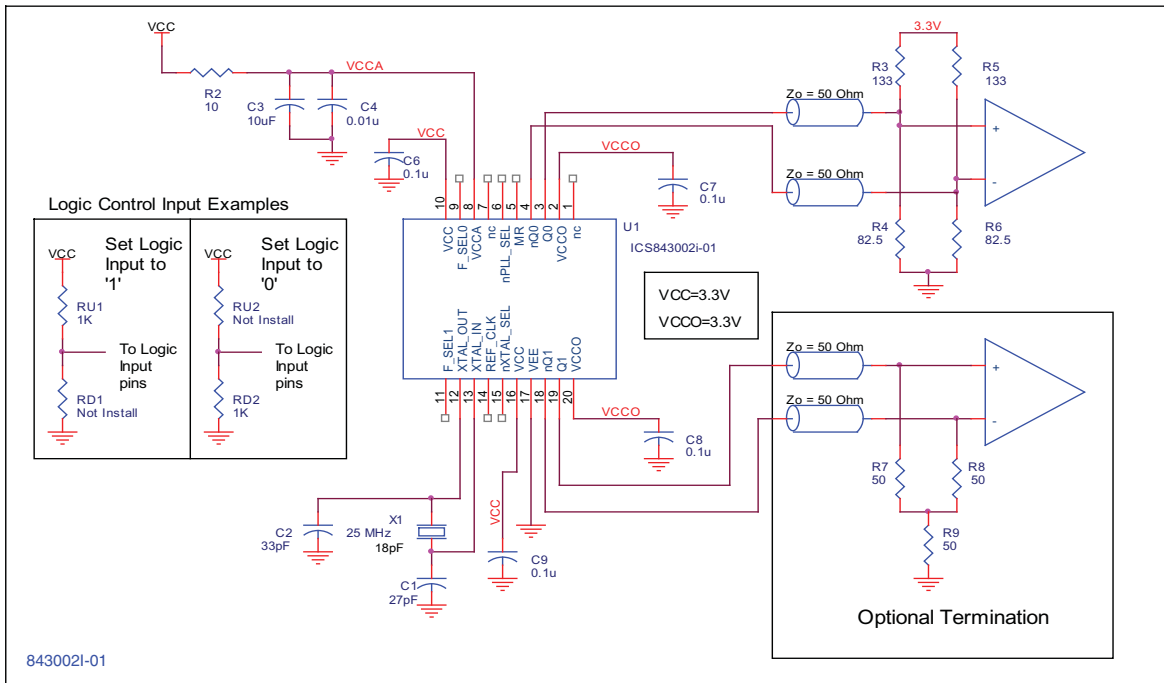 VCC
R2
10
VCCA
C3
10uF
C4
0.01u
VCC
C6
0.1u
VCCO
C7
0.1u
3.3V
R3
133
R5
133
Zo = 50 Ohm
Zo = 50 Ohm
+
-
R4
82.5
R6
82.5
Logic Control Input Examples
VCC
Set Logic
Input to
'1'
RU1
1K
To Logic
Input
pins
RD1
Not Install
VCC
Set Logic
Input to
'0'
RU2
Not Install
To Logic
Input
pins
RD2
1K
10
9
8
7
6
5
4
3
2
1
VCC
F_SEL0
VCCA
nc
nPLL_SEL
MR
nQ0
Q0
VCCO
nc
U1
ICS843002i-01
F_SEL1
XTAL_OUT
XTAL_IN
REF_CLK
nXTAL_SEL
VCC
VEE
nQ1
Q1
VCCO
11
12
13
14
15
16
17
18
19
20
VCC=3.3V
VCCO=3.3V
VCCO
C8
0.1u
C2
33pF
X1
25 MHz
18pF
C1
27pF
VCC
C9
0.1u
Zo = 50 Ohm
Zo = 50 Ohm
+
-
R7
50
R8
50
R9
50
Optional Termination
843002I-01